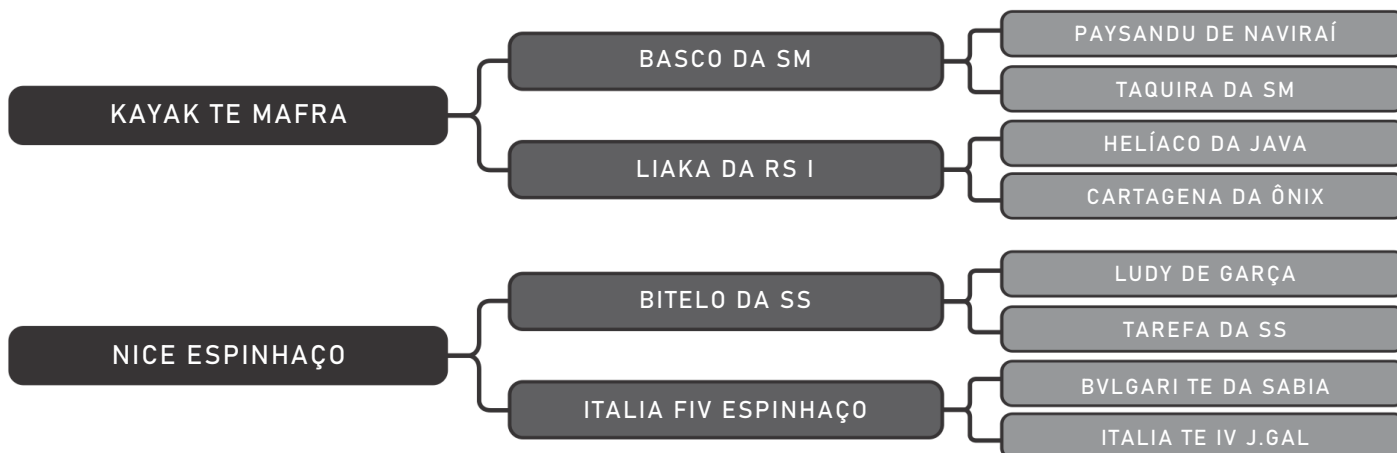 KAYAK TE MAFRA
BASCO DA SM
PAYSANDU DE NAVIRAÍ
TAQUIRA DA SM
LIAKA DA RS I
HELÍACO DA JAVA
CARTAGENA DA ÔNIX
NICE ESPINHAÇO
BITELO DA SS
LUDY DE GARÇA
TAREFA DA SS
ITALIA FIV ESPINHAÇO
BVLGARI TE DA SABIA
ITALIA TE IV J.GAL